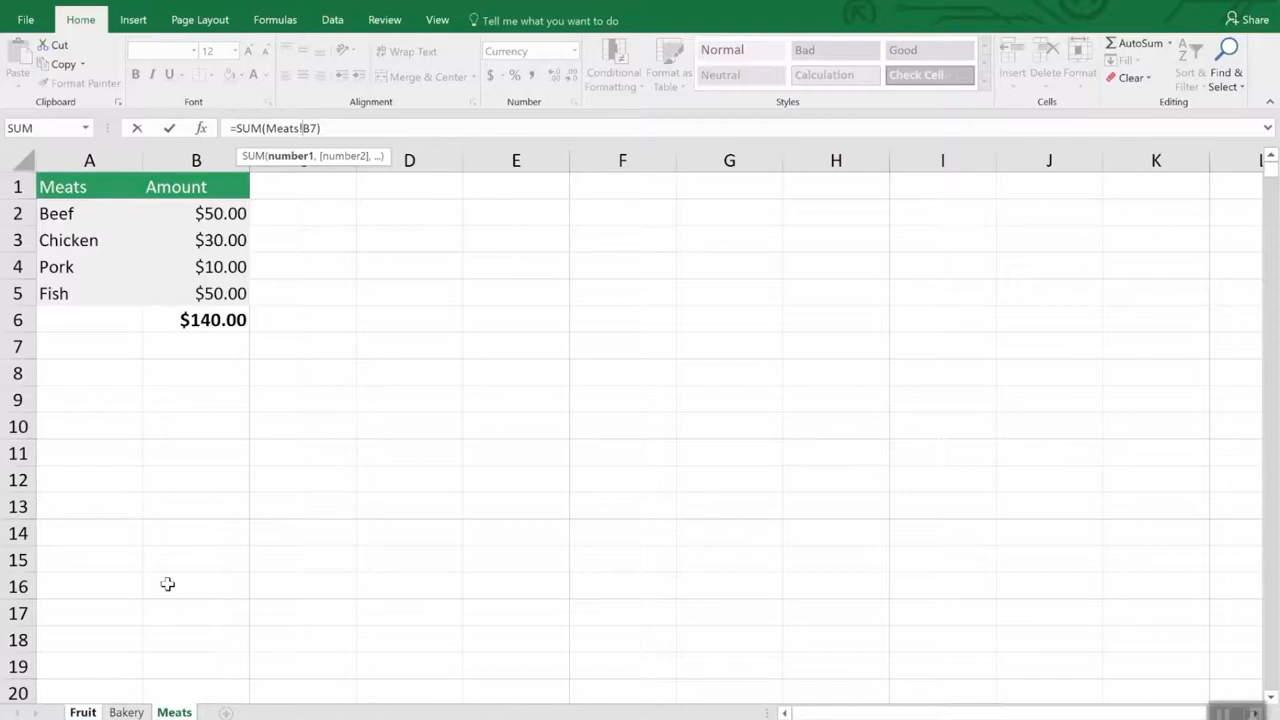 File Home Insert Page Layout Formulas Data Review View Tell me what you want to do Share
Cut 12 A A Wrap Text Currency Normal Bad Good AutoSum
Paste Copy Fill
Format Painter B I U A Merge & Center $ % Conditional Formatting Format as Table Neutral Calculation Check Cell Insert Delete Format Clear Sort & Filter Find & Select
Clipboard Font Alignment Number Styles Cells Editing
SUM fx =SUM(Meats!B7)
SUM(number1, [number2], ...)
A B D E F G H I J K L
1 Meats Amount
2 Beef $50.00
3 Chicken $30.00
4 Pork $10.00
5 Fish $50.00
6 $140.00
7
8
9
10
11
12
13
14
15
16
17
18
19
20
Fruit Bakery Meats